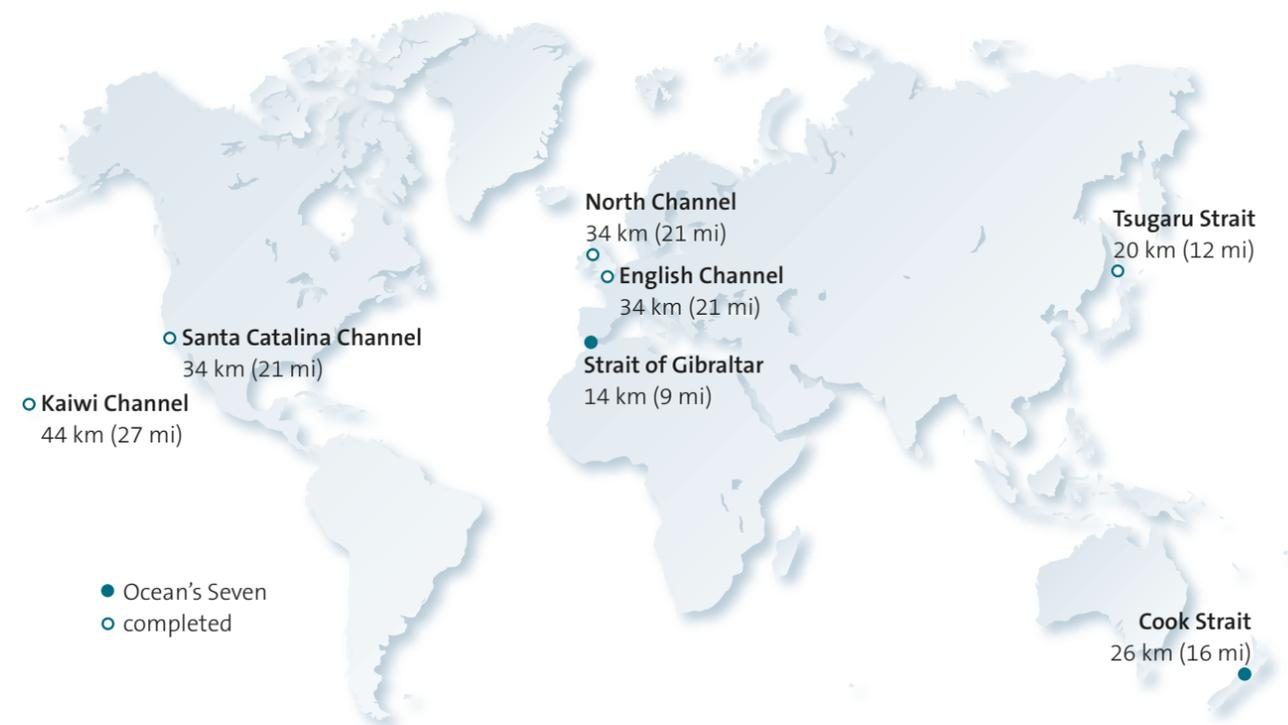 North Channel
34 km (21 mi)
Tsugaru Strait
20 km (12 mi)
English Channel
34 km (21 mi)
Santa Catalina Channel
34 km (21 mi)
Strait of Gibraltar
14 km (9 mi)
Kaiwi Channel
44 km (27 mi)
Ocean’s Seven
completed
Cook Strait
26 km (16 mi)